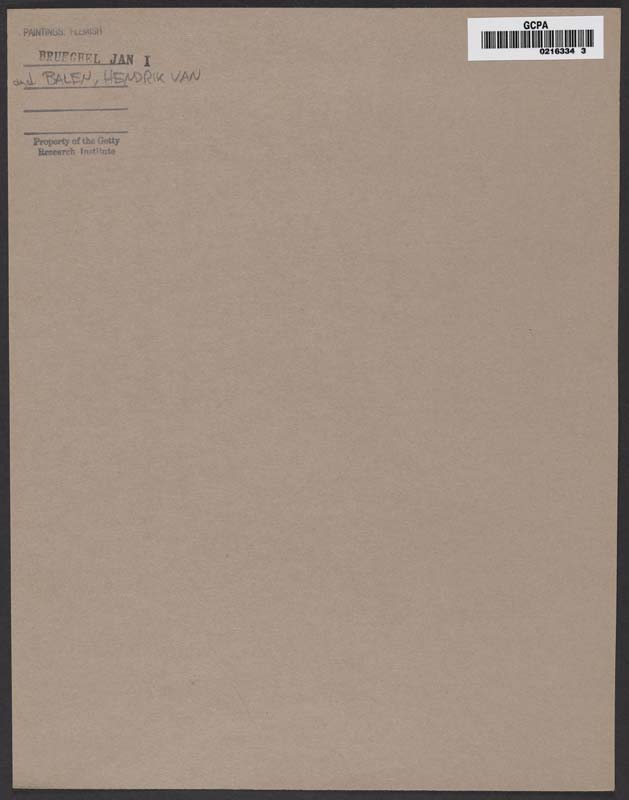 PAINTINGS: FLEMISH
BRUEGHEL JAN I
and BALEN, HENDRIK VAN
Property of the Getty
Research Institute
GCPA
0216334 3